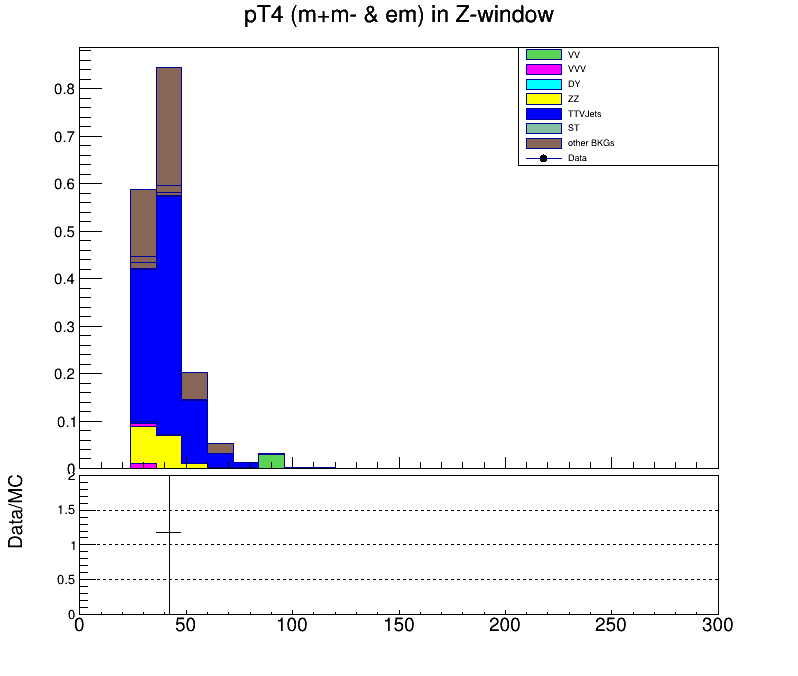 pT4 (m+m- & em) in Z-window
VV
VVV
DY
ZZ
TTVJets
ST
other BKGs
Data
0.8
0.7
0.6
0.5
0.4
0.3
0.2
0.1
0
Data/MC
2
1.5
1
0.5
0
0 50 100 150 200 250 300